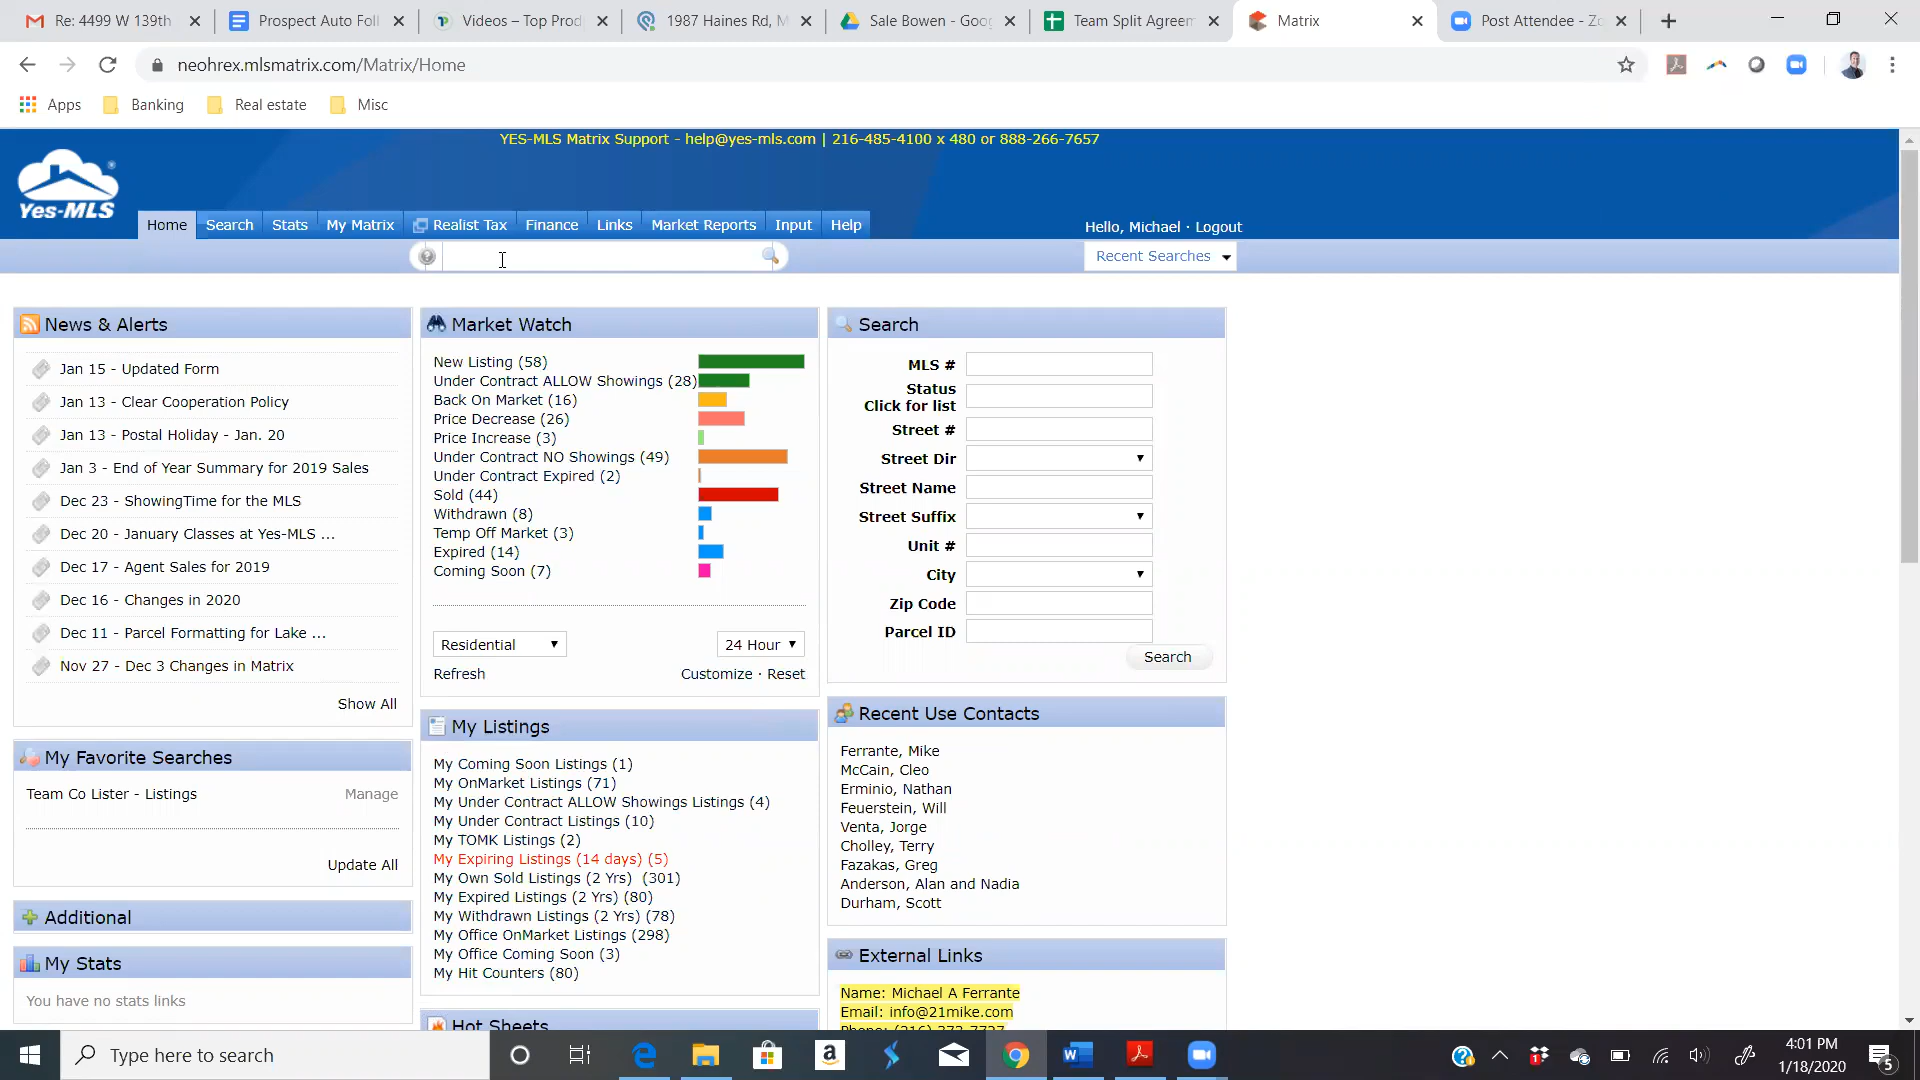 Re: 4499 W 139th
Prospect Auto Foll
Videos – Top Prod
1987 Haines Rd, M
Sale Bowen - Goog
Team Split Agreem
Matrix
Post Attendee - Zo
neohrex.mlsmatrix.com/Matrix/Home
Apps
Banking
Real estate
Misc
YES-MLS Matrix Support - help@yes-mls.com | 216-485-4100 x 480 or 888-266-7657
Yes-MLS
Home
Search
Stats
My Matrix
Realist Tax
Finance
Links
Market Reports
Input
Help
Hello, Michael · Logout
Recent Searches
News & Alerts
Jan 15 - Updated Form
Jan 13 - Clear Cooperation Policy
Jan 13 - Postal Holiday - Jan. 20
Jan 3 - End of Year Summary for 2019 Sales
Dec 23 - ShowingTime for the MLS
Dec 20 - January Classes at Yes-MLS ...
Dec 17 - Agent Sales for 2019
Dec 16 - Changes in 2020
Dec 11 - Parcel Formatting for Lake ...
Nov 27 - Dec 3 Changes in Matrix
Show All
My Favorite Searches
Team Co Lister - Listings
Manage
Update All
Additional
My Stats
You have no stats links
Market Watch
New Listing (58)
Under Contract ALLOW Showings (28)
Back On Market (16)
Price Decrease (26)
Price Increase (3)
Under Contract NO Showings (49)
Under Contract Expired (2)
Sold (44)
Withdrawn (8)
Temp Off Market (3)
Expired (14)
Coming Soon (7)
Residential
24 Hour
Refresh
Customize · Reset
My Listings
My Coming Soon Listings (1)
My OnMarket Listings (71)
My Under Contract ALLOW Showings Listings (4)
My Under Contract Listings (10)
My TOMK Listings (2)
My Expiring Listings (14 days) (5)
My Own Sold Listings (2 Yrs) (301)
My Expired Listings (2 Yrs) (80)
My Withdrawn Listings (2 Yrs) (78)
My Office OnMarket Listings (298)
My Office Coming Soon (3)
My Hit Counters (80)
Hot Sheets
Search
MLS #
Status
Click for list
Street #
Street Dir
Street Name
Street Suffix
Unit #
City
Zip Code
Parcel ID
Search
Recent Use Contacts
Ferrante, Mike
McCain, Cleo
Erminio, Nathan
Feuerstein, Will
Venta, Jorge
Cholley, Terry
Fazakas, Greg
Anderson, Alan and Nadia
Durham, Scott
External Links
Name: Michael A Ferrante
Email: info@21mike.com
Phone: (216) 373-7727
Type here to search
4:01 PM
1/18/2020
5